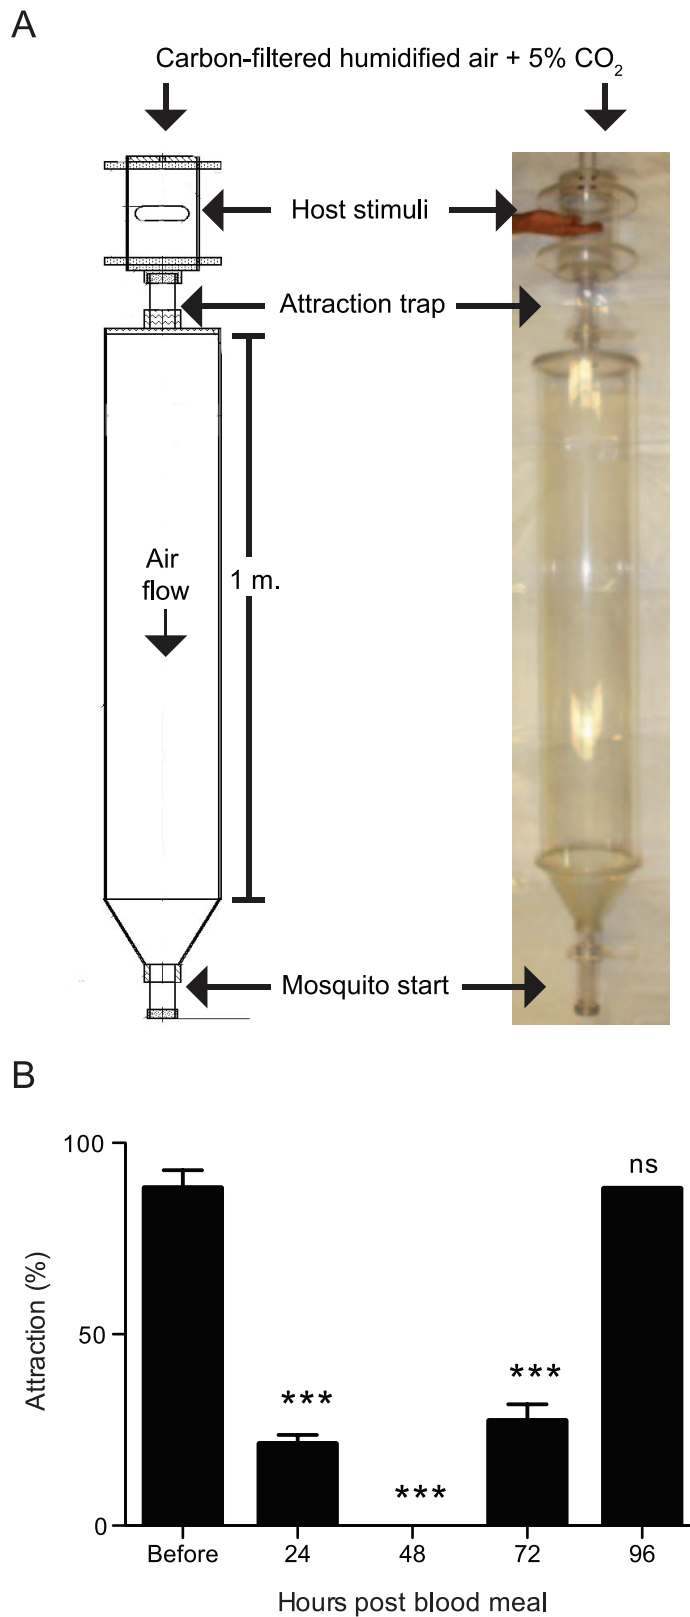 A
Carbon-filtered humidified air + 5% CO₂
Host stimuli
Attraction trap
Air
flow
1 m.
Mosquito start
B
100
ns
Attraction (%)
50
***
***
***
0
Before 24 48 72 96
Hours post blood meal